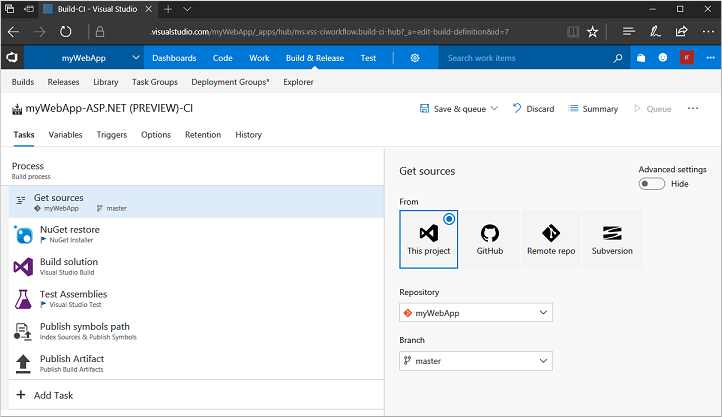 Build-CI - Visual Studio
.visualstudio.com/myWebApp/_apps/hub/ms.vss-ciworkflow.build-ci-hub?_a=edit-build-definition&id=7
myWebApp Dashboards Code Work Build & Release Test Search work items IF
Builds Releases Library Task Groups Deployment Groups* Explorer
myWebApp-ASP.NET (PREVIEW)-CI Save & queue Discard Summary Queue
Tasks Variables Triggers Options Retention History
Process
Build process
Get sources
myWebApp master
NuGet restore
NuGet Installer
Build solution
Visual Studio Build
Test Assemblies
Visual Studio Test
Publish symbols path
Index Sources & Publish Symbols
Publish Artifact
Publish Build Artifacts
+ Add Task
Get sources
Advanced settings
Hide
From
This project GitHub Remote repo Subversion
Repository
myWebApp
Branch
master